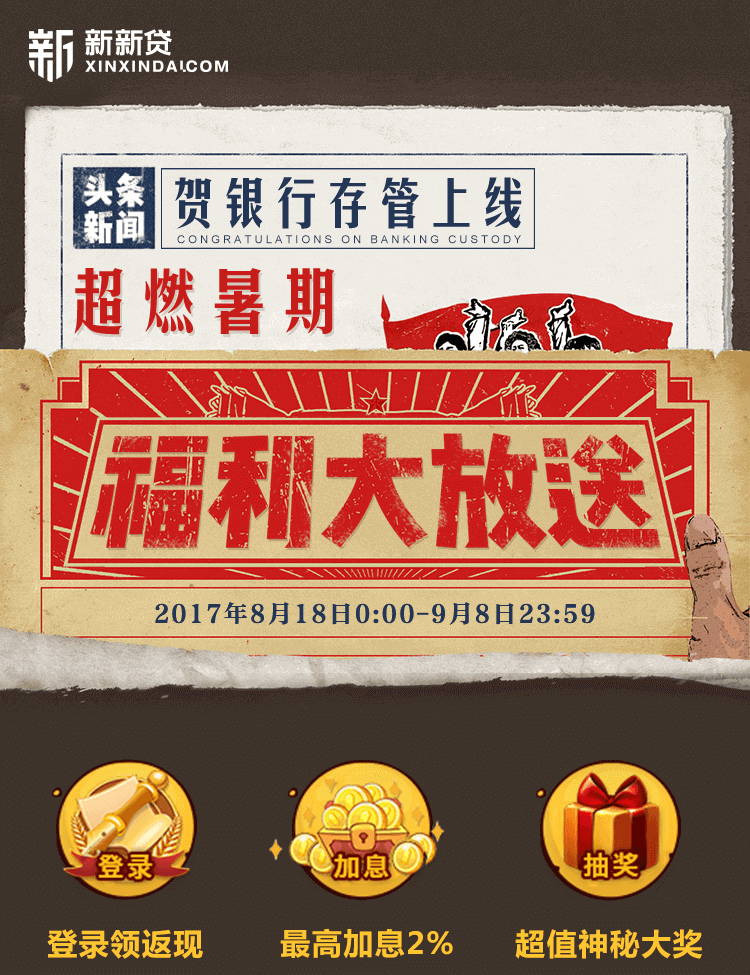 新新贷
XINXINDAI.COM
头条
新闻
贺银行存管上线
CONGRATULATIONS ON BANKING CUSTODY
超燃暑期
福利大放送
2017年8月18日0:00-9月8日23:59
登录
加息
抽奖
登录领返现
最高加息2%
超值神秘大奖